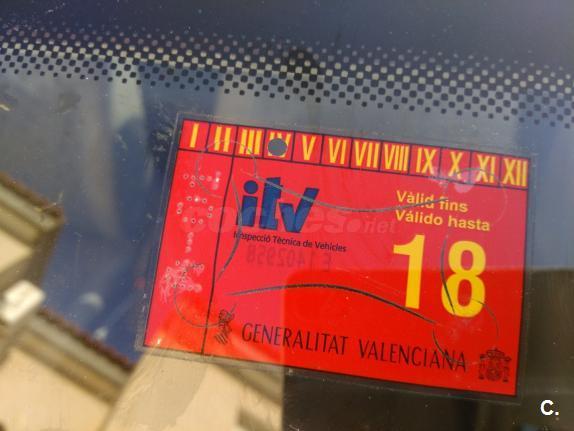 I II III IV V VI VII VIII IX X XI XII
itv
Inspecció Tècnica de Vehicles
Vàlid fins
Válido hasta
18
E 1402958
GENERALITAT VALENCIANA
C.